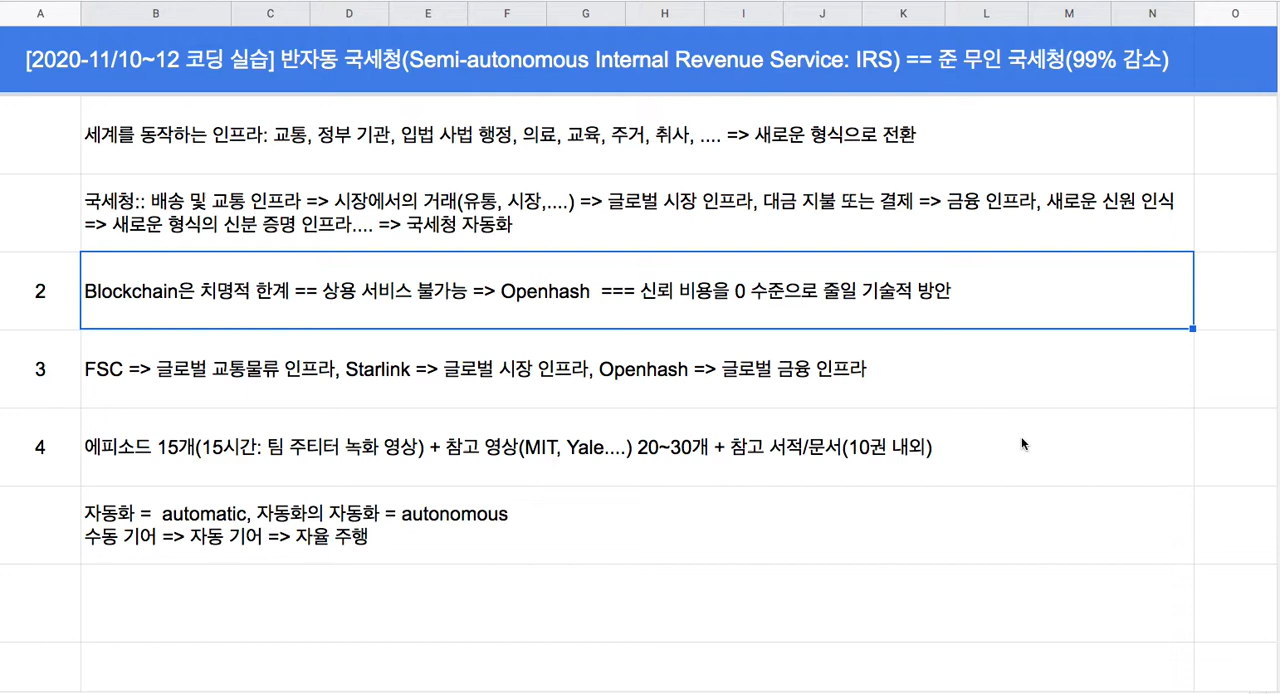 A B C D E F G H I J K L M N O
[2020-11/10~12 코딩 실습] 반자동 국세청(Semi-autonomous Internal Revenue Service: IRS) == 준 무인 국세청(99% 감소)
세계를 동작하는 인프라: 교통, 정부 기관, 입법 사법 행정, 의료, 교육, 주거, 취사, .... => 새로운 형식으로 전환
국세청:: 배송 및 교통 인프라 => 시장에서의 거래(유통, 시장,....) => 글로벌 시장 인프라, 대금 지불 또는 결제 => 금융 인프라, 새로운 신원 인식
=> 새로운 형식의 신분 증명 인프라.... => 국세청 자동화
2 Blockchain은 치명적 한계 == 상용 서비스 불가능 => Openhash === 신뢰 비용을 0 수준으로 줄일 기술적 방안
3 FSC => 글로벌 교통물류 인프라, Starlink => 글로벌 시장 인프라, Openhash => 글로벌 금융 인프라
4 에피소드 15개(15시간: 팀 주티터 녹화 영상) + 참고 영상(MIT, Yale....) 20~30개 + 참고 서적/문서(10권 내외)
자동화 = automatic, 자동화의 자동화 = autonomous
수동 기어 => 자동 기어 => 자율 주행